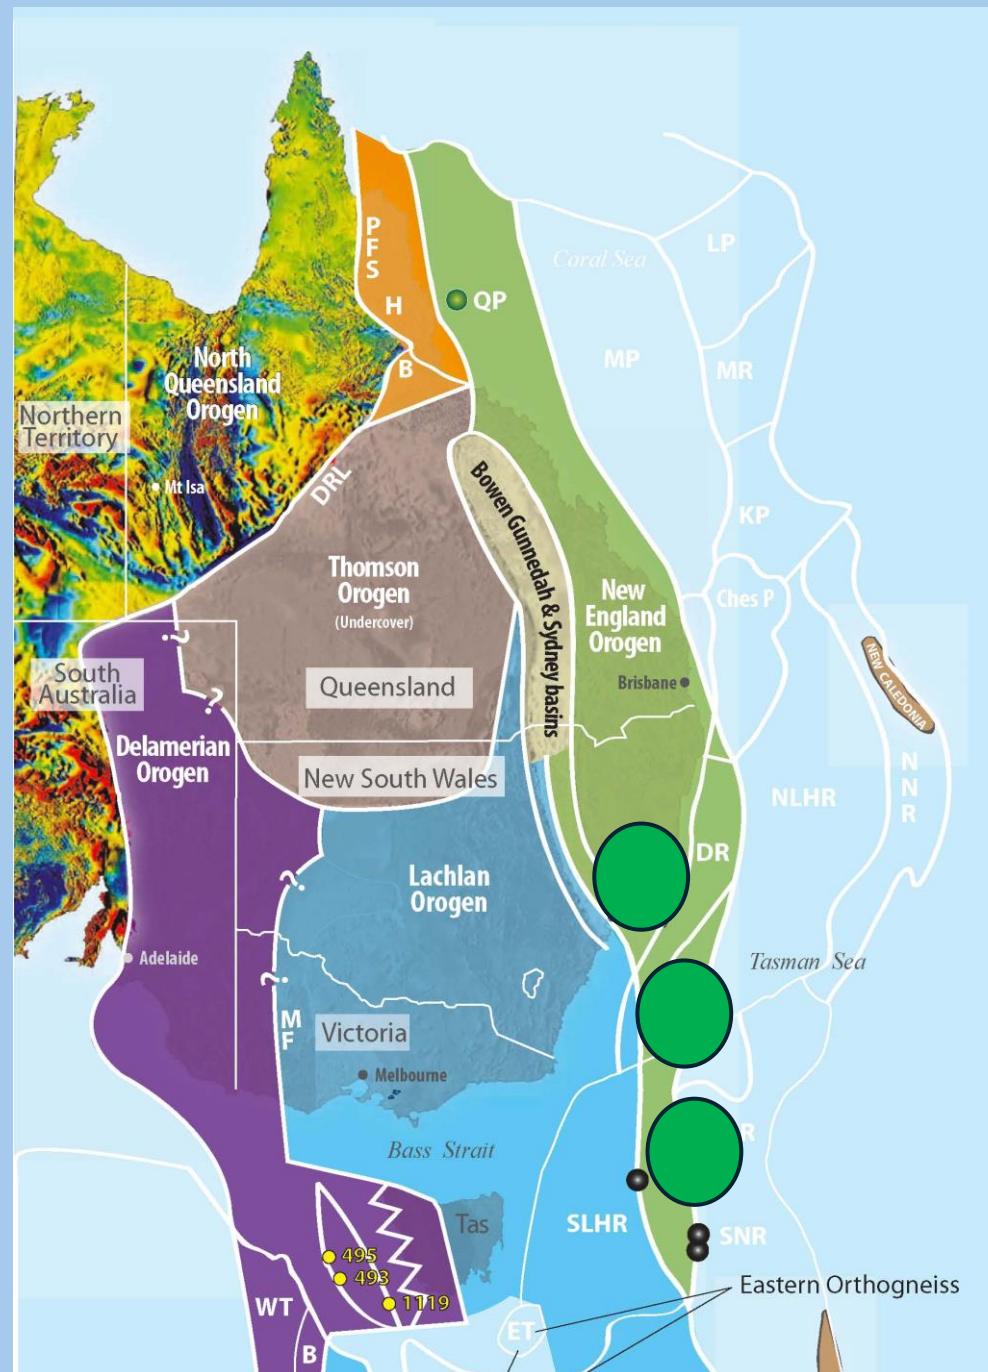 P
F
S
H
B
QP
Coral Sea
LP
MP
MR
North
Queensland
Orogen
Northern
Territory
Mt Isa
DRL
Bowen Gunnedah & Sydney basins
KP
Thomson
Orogen
(Undercover)
New
England
Orogen
Ches P
?
South
Australia
Queensland
Brisbane
NEW CALEDONIA
?
Delamerian
Orogen
New South Wales
N
N
R
NLHR
DR
?
Lachlan
Orogen
Adelaide
Tasman Sea
?
M
F
Victoria
Melbourne
R
Bass Strait
Tas
SLHR
SNR
495
493
1119
Eastern Orthogneiss
WT
ET
B